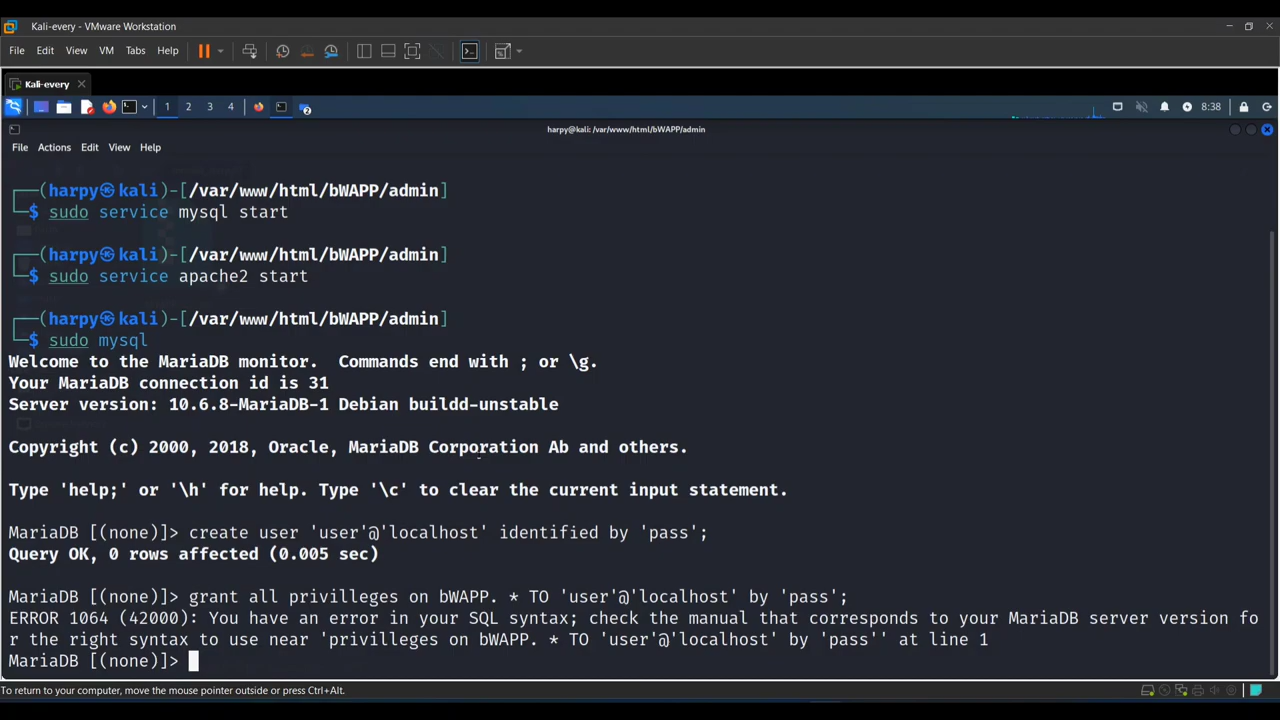 Kali-every - VMware Workstation
File Edit View VM Tabs Help
Kali-every
1 2 3 4 8:38
harpy@kali: /var/www/html/bWAPP/admin
File Actions Edit View Help
┌──(harpy㉿kali)-[/var/www/html/bWAPP/admin]
└─$ sudo service mysql start
┌──(harpy㉿kali)-[/var/www/html/bWAPP/admin]
└─$ sudo service apache2 start
┌──(harpy㉿kali)-[/var/www/html/bWAPP/admin]
└─$ sudo mysql
Welcome to the MariaDB monitor.  Commands end with ; or \g.
Your MariaDB connection id is 31
Server version: 10.6.8-MariaDB-1 Debian buildd-unstable
Copyright (c) 2000, 2018, Oracle, MariaDB Corporation Ab and others.
Type 'help;' or '\h' for help. Type '\c' to clear the current input statement.
MariaDB [(none)]> create user 'user'@'localhost' identified by 'pass';
Query OK, 0 rows affected (0.005 sec)
MariaDB [(none)]> grant all privilleges on bWAPP. * TO 'user'@'localhost' by 'pass';
ERROR 1064 (42000): You have an error in your SQL syntax; check the manual that corresponds to your MariaDB server version fo
r the right syntax to use near 'privilleges on bWAPP. * TO 'user'@'localhost' by 'pass'' at line 1
MariaDB [(none)]>
To return to your computer, move the mouse pointer outside or press Ctrl+Alt.